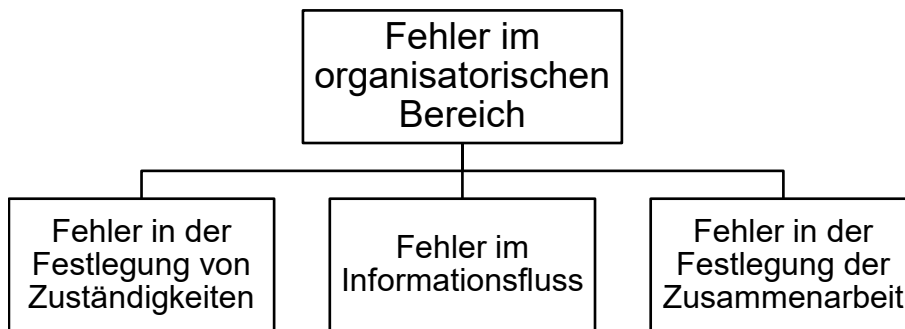 Fehler im
organisatorischen
Bereich
Fehler in der
Festlegung von
Zuständigkeiten
Fehler im
Informationsfluss
Fehler in der
Festlegung der
Zusammenarbeit